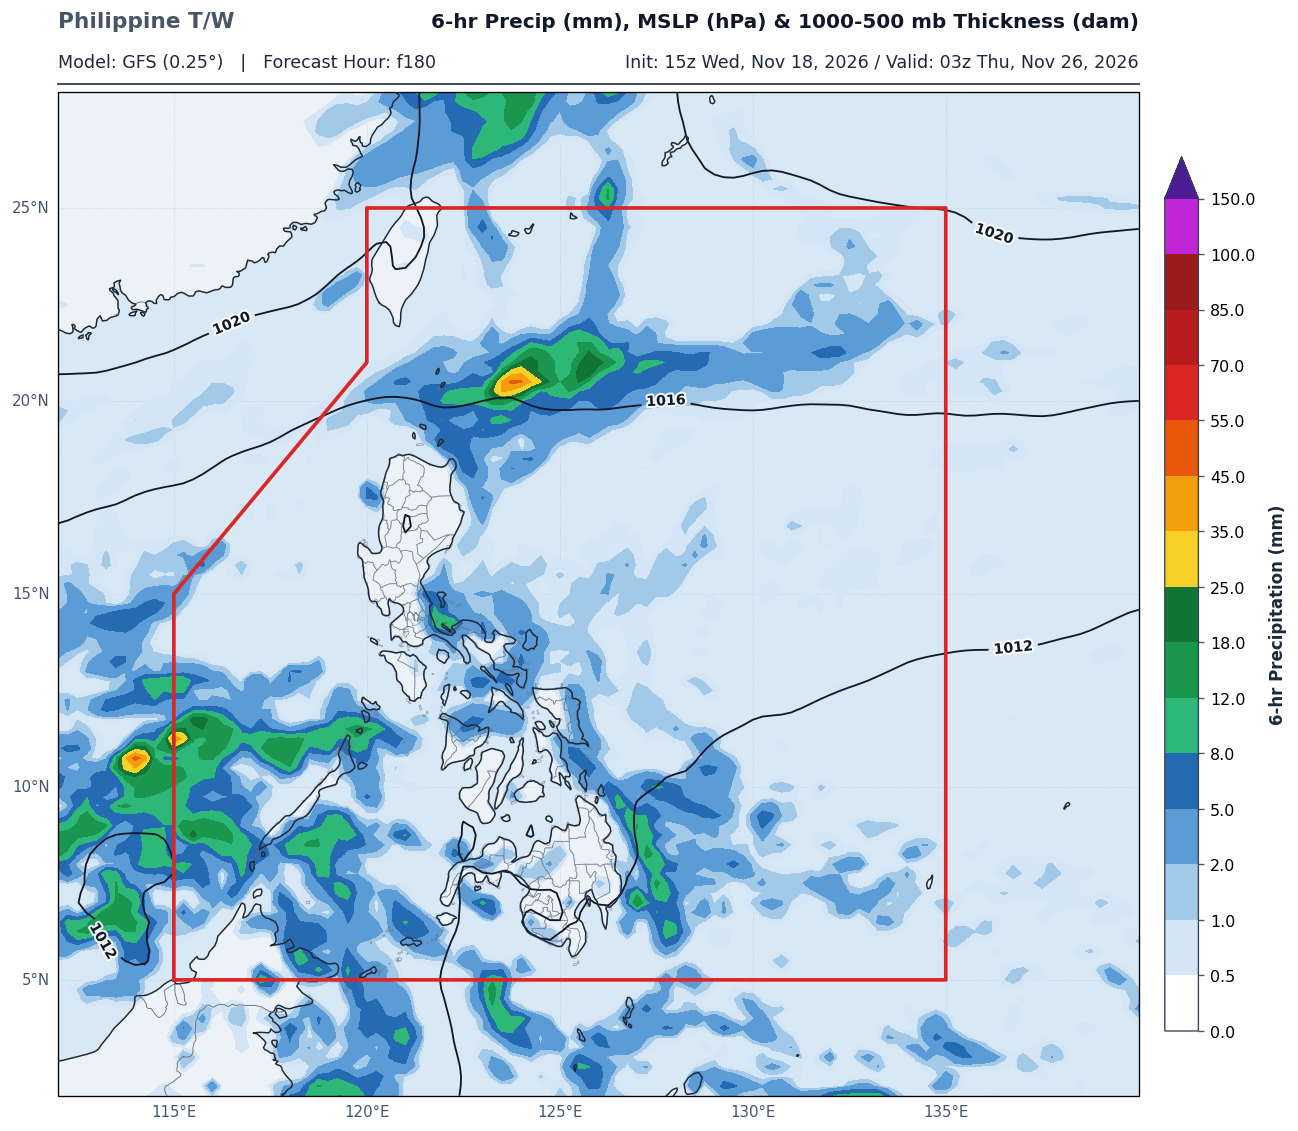 Philippine T/W
6-hr Precip (mm), MSLP (hPa) & 1000-500 mb Thickness (dam)
Model: GFS (0.25°) | Forecast Hour: f180
Init: 15z Wed, Nov 18, 2026 / Valid: 03z Thu, Nov 26, 2026
25°N
20°N
15°N
10°N
5°N
1020
1020
1016
1012
1012
115°E
120°E
125°E
130°E
135°E
150.0
100.0
85.0
70.0
55.0
45.0
35.0
25.0
18.0
12.0
8.0
5.0
2.0
1.0
0.5
0.0
6-hr Precipitation (mm)